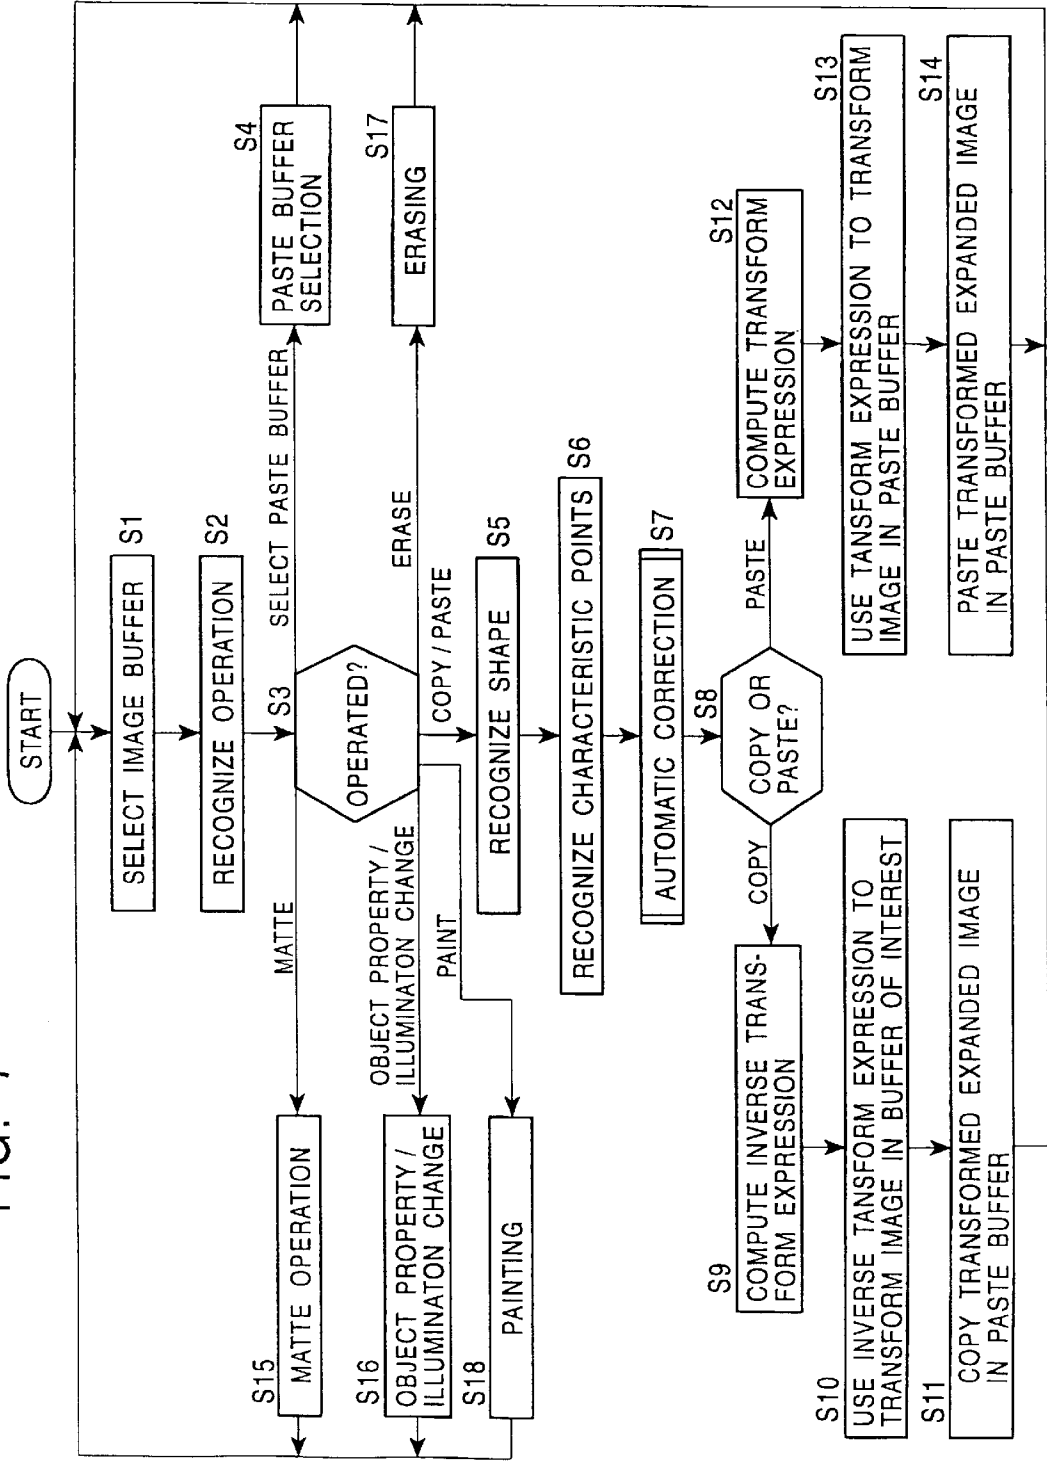 START
SELECT IMAGE BUFFER
S1
RECOGNIZE OPERATION
S2
S3
OPERATED?
SELECT PASTE BUFFER
PASTE BUFFER
SELECTION
S4
ERASE
ERASING
S17
MATTE
MATTE OPERATION
S15
OBJECT PROPERTY /
ILLUMINATON CHANGE
S16
OBJECT PROPERTY /
ILLUMINATON CHANGE
PAINT
S18
PAINTING
COPY / PASTE
RECOGNIZE SHAPE
S5
RECOGNIZE CHARACTERISTIC POINTS
S6
AUTOMATIC CORRECTION
S7
S8
COPY OR
PASTE?
COPY
S9
COMPUTE INVERSE TRANS-
FORM EXPRESSION
S10
USE INVERSE TANSFORM EXPRESSION TO
TRANSFORM IMAGE IN BUFFER OF INTEREST
S11
COPY TRANSFORMED EXPANDED IMAGE
IN PASTE BUFFER
PASTE
S12
COMPUTE TRANSFORM
EXPRESSION
S13
USE TANSFORM EXPRESSION TO TRANSFORM
IMAGE IN PASTE BUFFER
S14
PASTE TRANSFORMED EXPANDED IMAGE
IN PASTE BUFFER